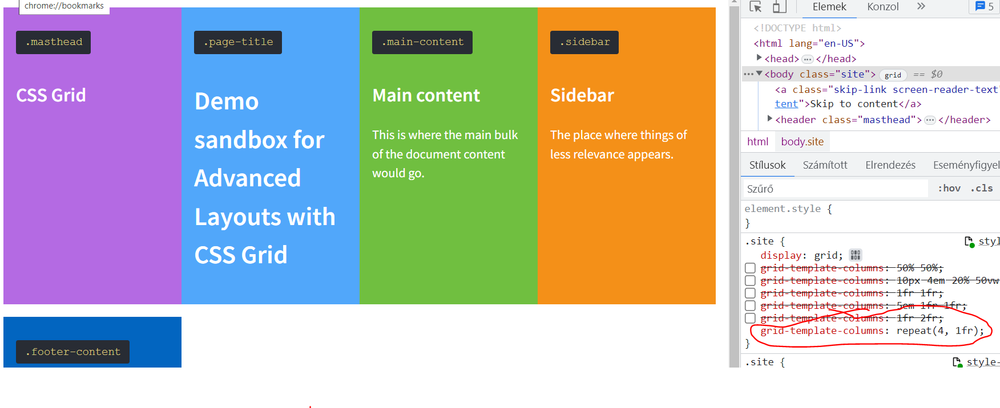 chrome://bookmarks
.masthead
CSS Grid
.page-title
Demo
sandbox for
Advanced
Layouts with
CSS Grid
.main-content
Main content
This is where the main bulk
of the document content
would go.
.sidebar
Sidebar
The place where things of
less relevance appears.
.footer-content
Elemek Konzol 5
<!DOCTYPE html>
<html lang="en-US">
<head> ··· </head>
··· <body class="site"> grid == $0
<a class="skip-link screen-reader-text"
tent">Skip to content</a>
<header class="masthead"> ··· </header>
html body.site
Stílusok Számított Elrendezés Eseményfigyel
Szűrő :hov .cls
element.style {
}
.site { styl
display: grid;
grid-template-columns: 50% 50%;
grid-template-columns: 10px 4em 20% 50vw
grid-template-columns: 1fr 1fr;
grid-template-columns: 5em 1fr 1fr;
grid-template-columns: 1fr 2fr;
grid-template-columns: repeat(4, 1fr);
}
.site { style-